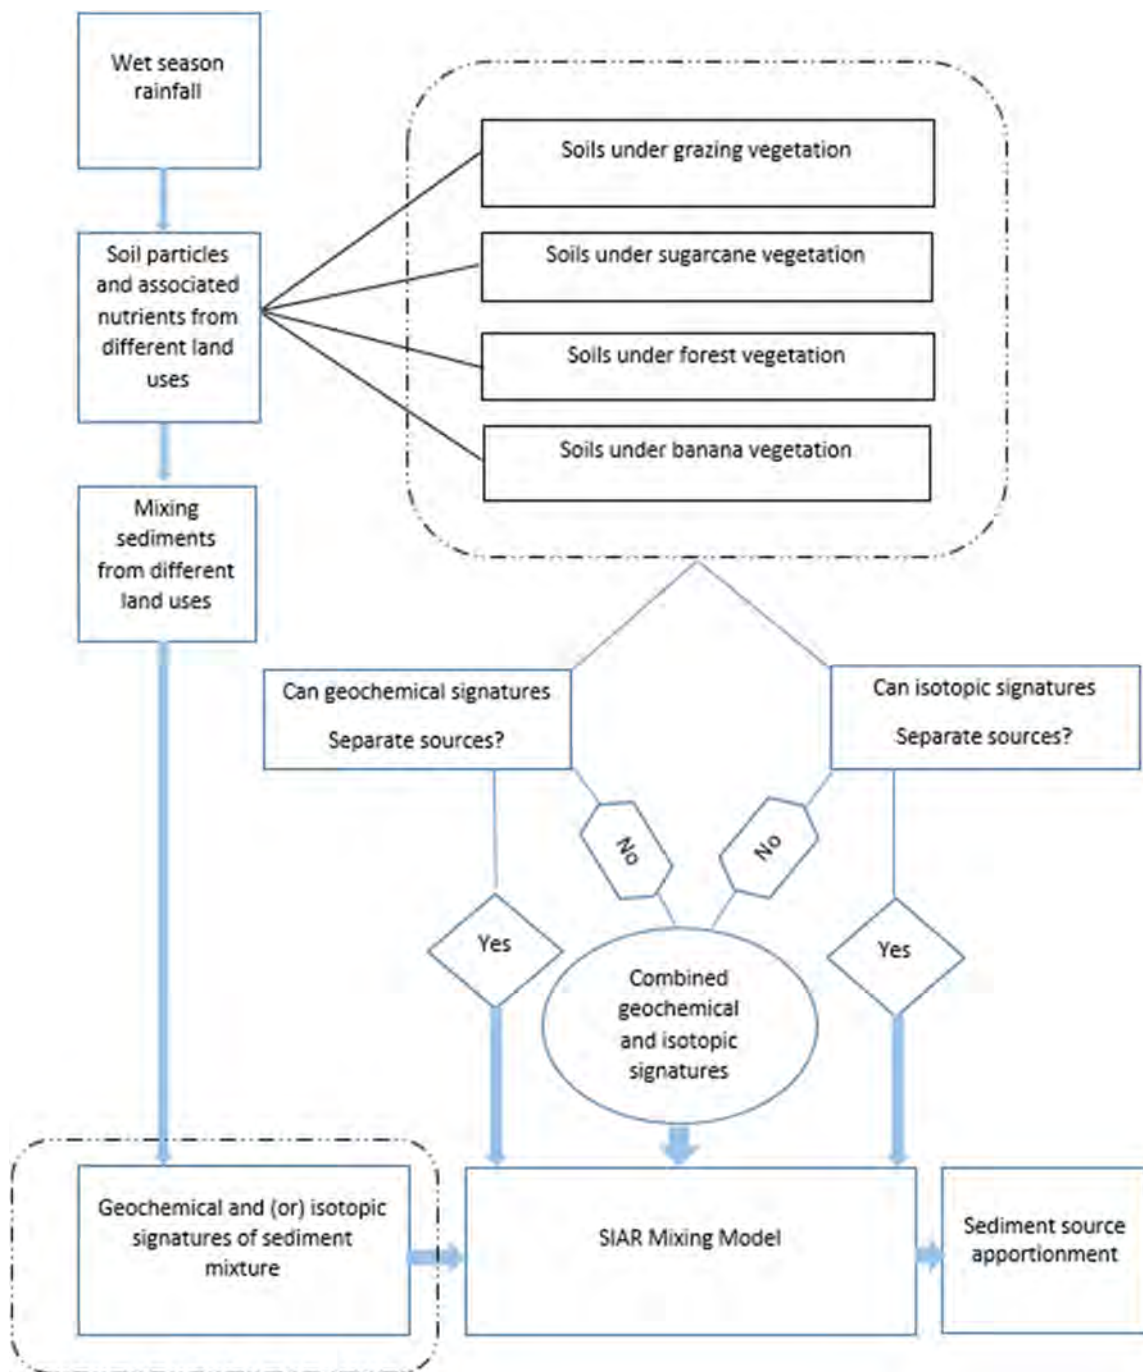 Wet season
rainfall
Soil particles
and associated
nutrients from
different land
uses
Soils under grazing vegetation
Soils under sugarcane vegetation
Soils under forest vegetation
Soils under banana vegetation
Mixing
sediments
from different
land uses
Can geochemical signatures
Separate sources?
Can isotopic signatures
Separate sources?
No
No
Yes
Yes
Combined
geochemical
and isotopic
signatures
Geochemical and (or) isotopic
signatures of sediment
mixture
SIAR Mixing Model
Sediment source
apportionment